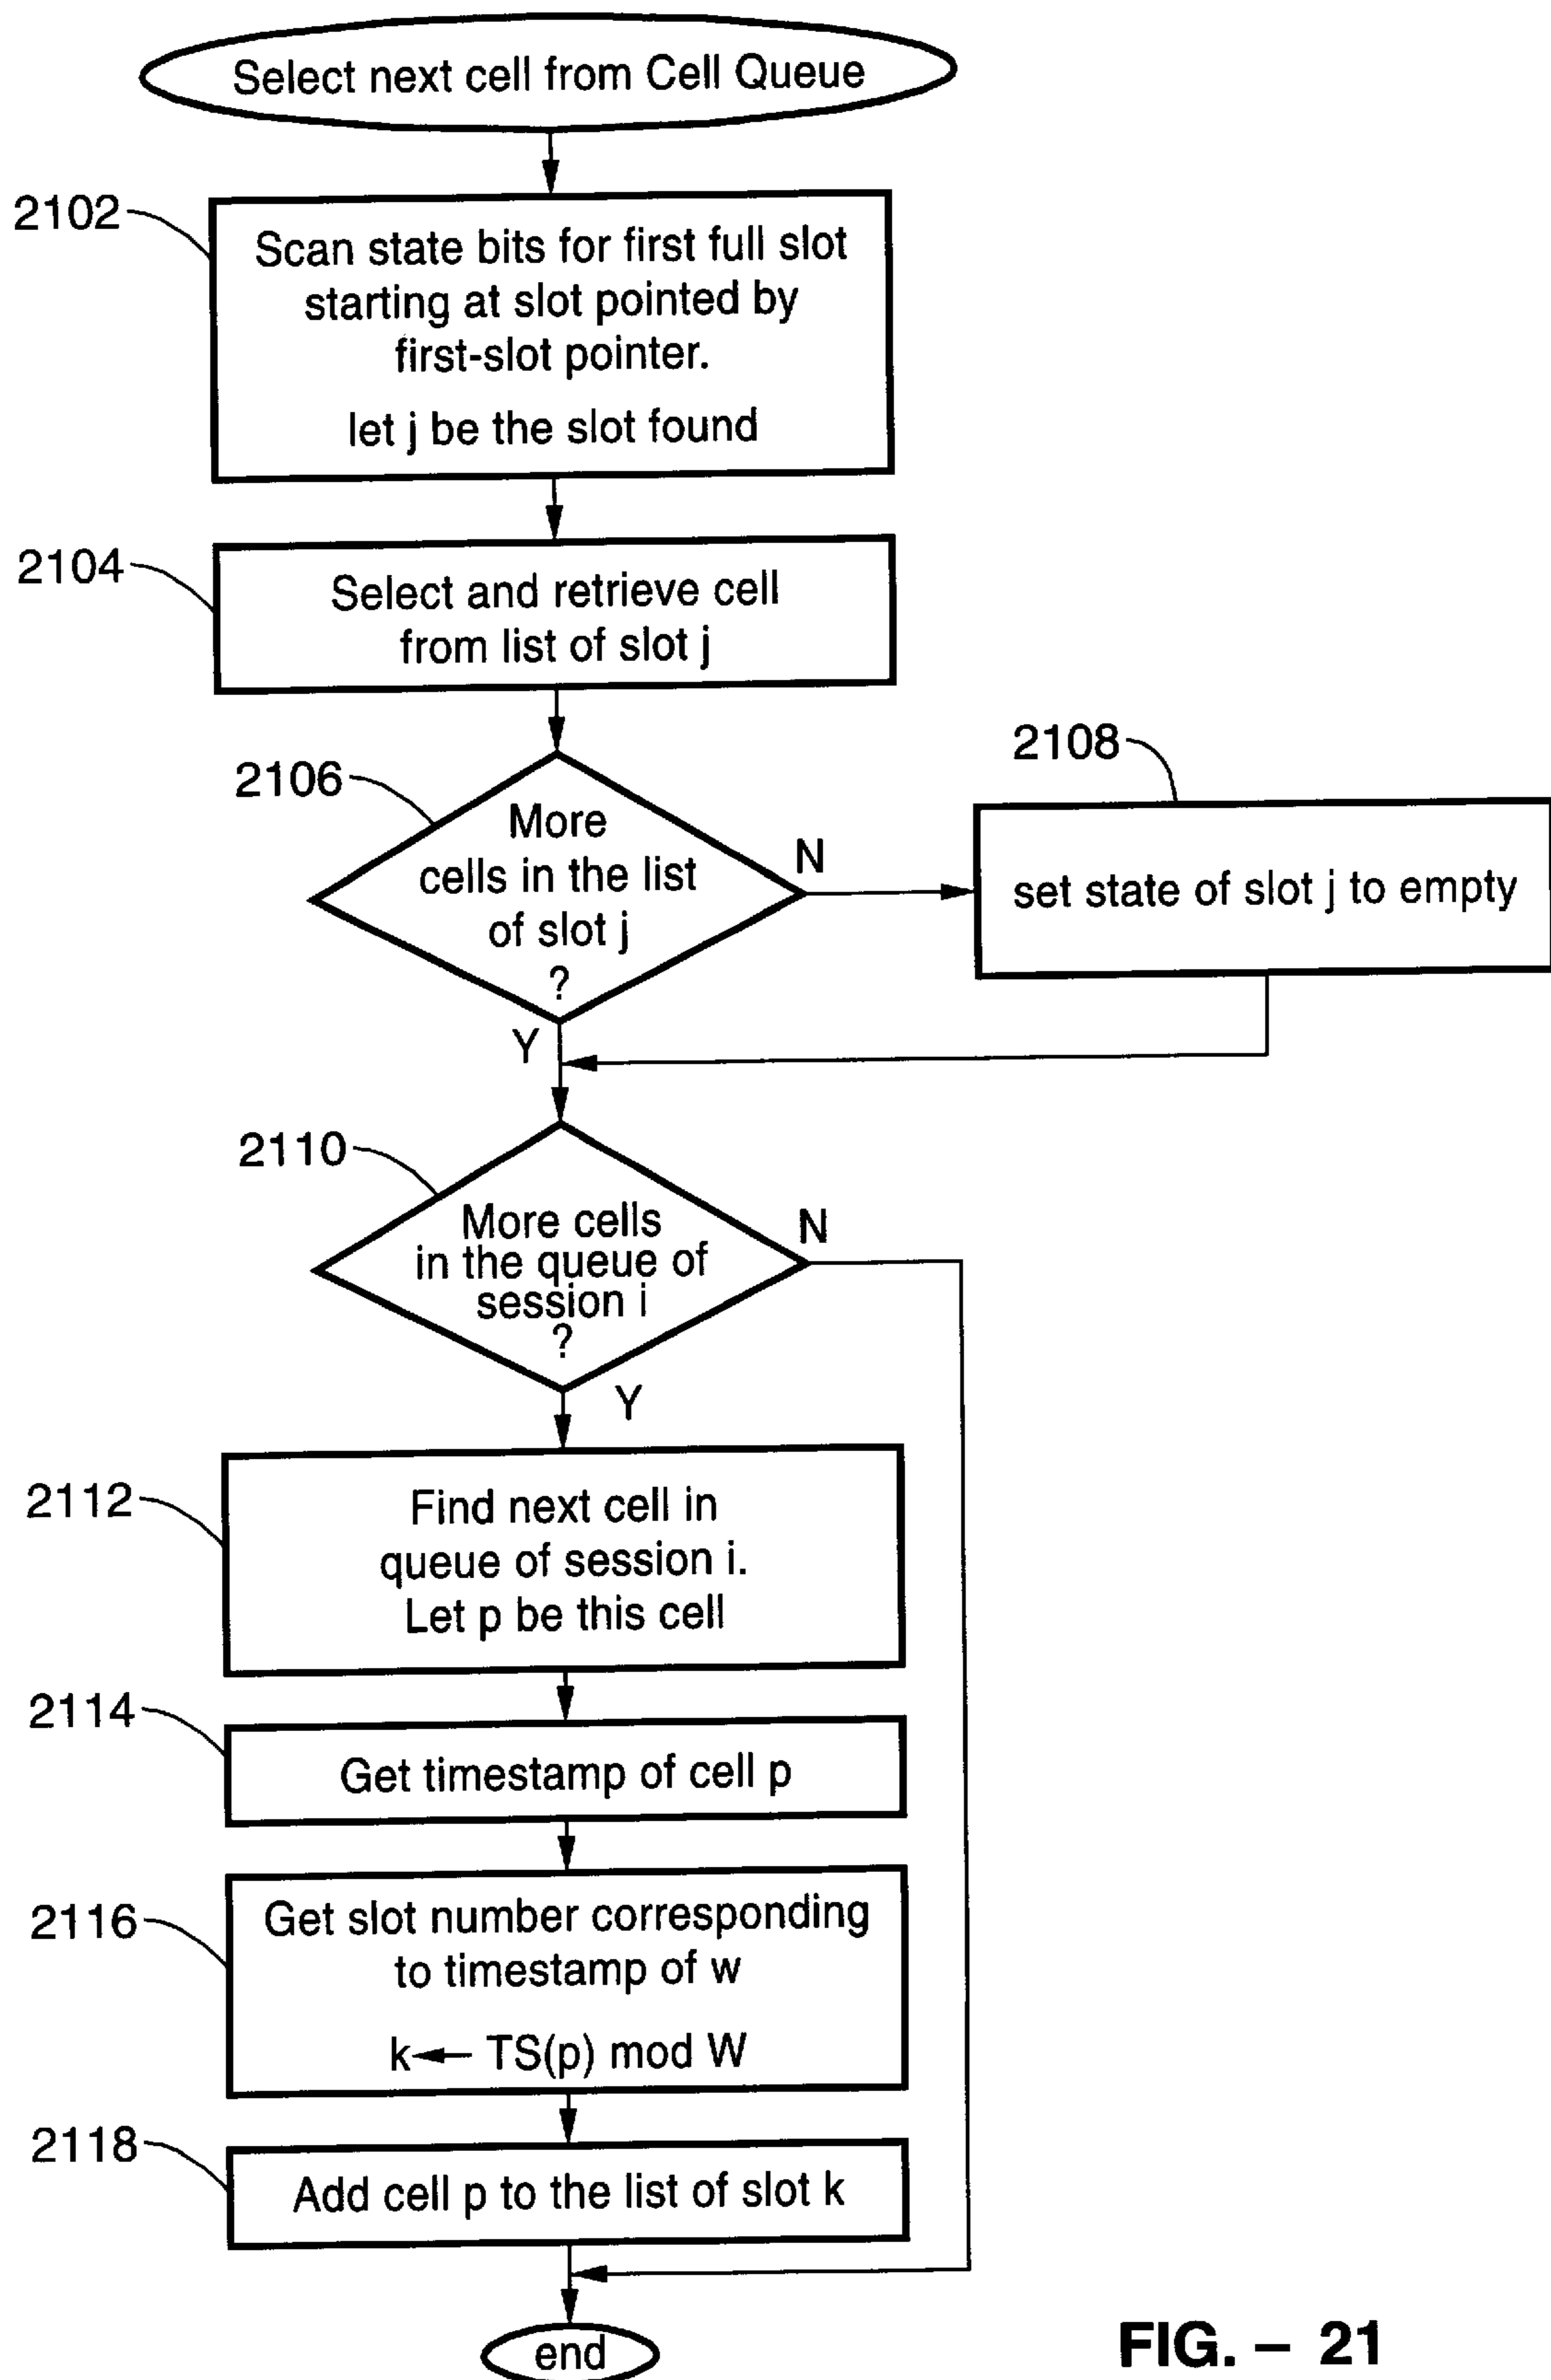 Select next cell from Cell Queue
2102
Scan state bits for first full slot
starting at slot pointed by
first-slot pointer.
let j be the slot found
2104
Select and retrieve cell
from list of slot j
2106
More
cells in the list
of slot j
?
N
Y
2108
set state of slot j to empty
2110
More cells
in the queue of
session i
?
N
Y
2112
Find next cell in
queue of session i.
Let p be this cell
2114
Get timestamp of cell p
2116
Get slot number corresponding
to timestamp of w
k← TS(p) mod W
2118
Add cell p to the list of slot k
end
FIG. – 21